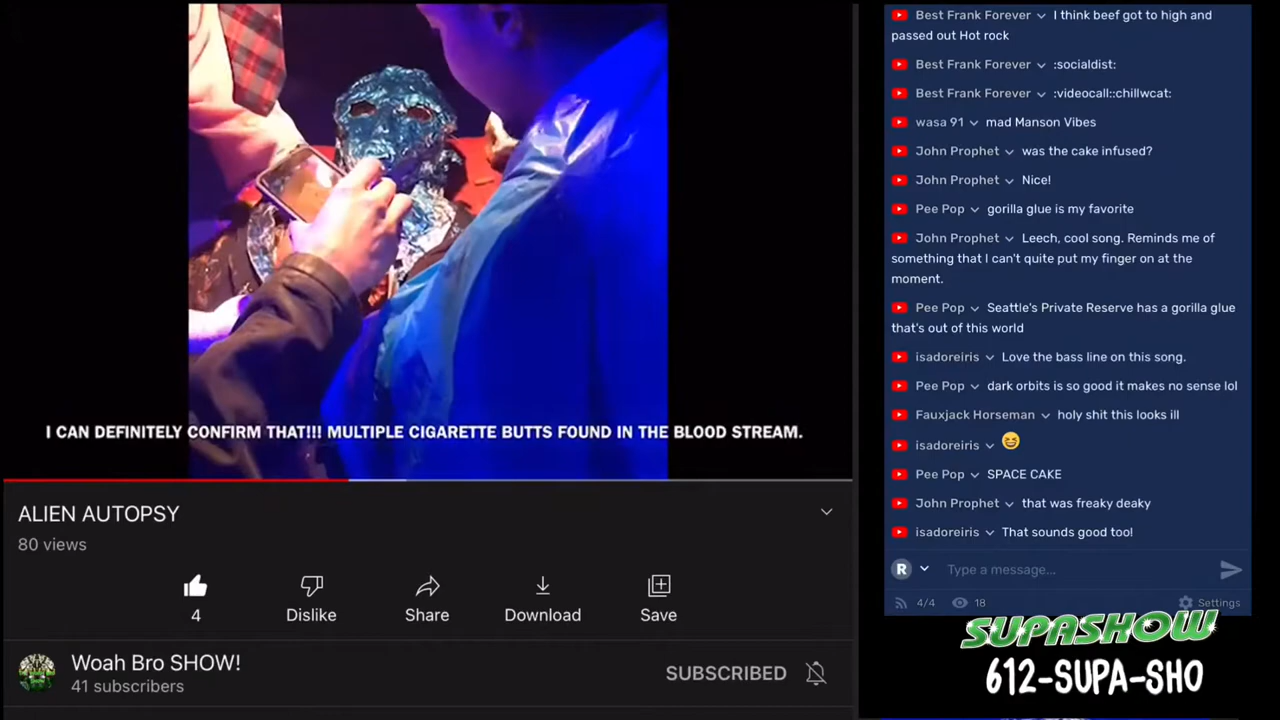 I CAN DEFINITELY CONFIRM THAT!!! MULTIPLE CIGARETTE BUTTS FOUND IN THE BLOOD STREAM.
ALIEN AUTOPSY
80 views
4
Dislike
Share
Download
Save
Woah Bro SHOW!
41 subscribers
SUBSCRIBED
Best Frank Forever I think beef got to high and
passed out Hot rock
Best Frank Forever :socialdist:
Best Frank Forever :videocall::chillwcat:
wasa 91 mad Manson Vibes
John Prophet was the cake infused?
John Prophet Nice!
Pee Pop gorilla glue is my favorite
John Prophet Leech, cool song. Reminds me of
something that I can't quite put my finger on at the
moment.
Pee Pop Seattle's Private Reserve has a gorilla glue
that's out of this world
isadoreiris Love the bass line on this song.
Pee Pop dark orbits is so good it makes no sense lol
Fauxjack Horseman holy shit this looks ill
isadoreiris 😆
Pee Pop SPACE CAKE
John Prophet that was freaky deaky
isadoreiris That sounds good too!
R Type a message...
4/4 18 Settings
SUPASHOW
612-SUPA-SHO